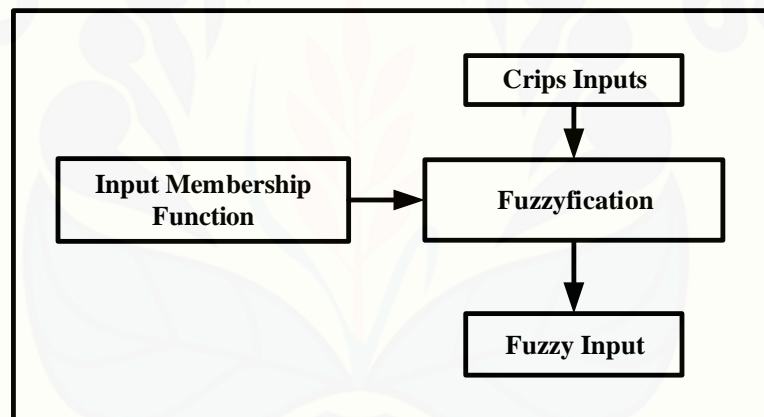 Crips Inputs
Input Membership
Function
Fuzzyfication
Fuzzy Input